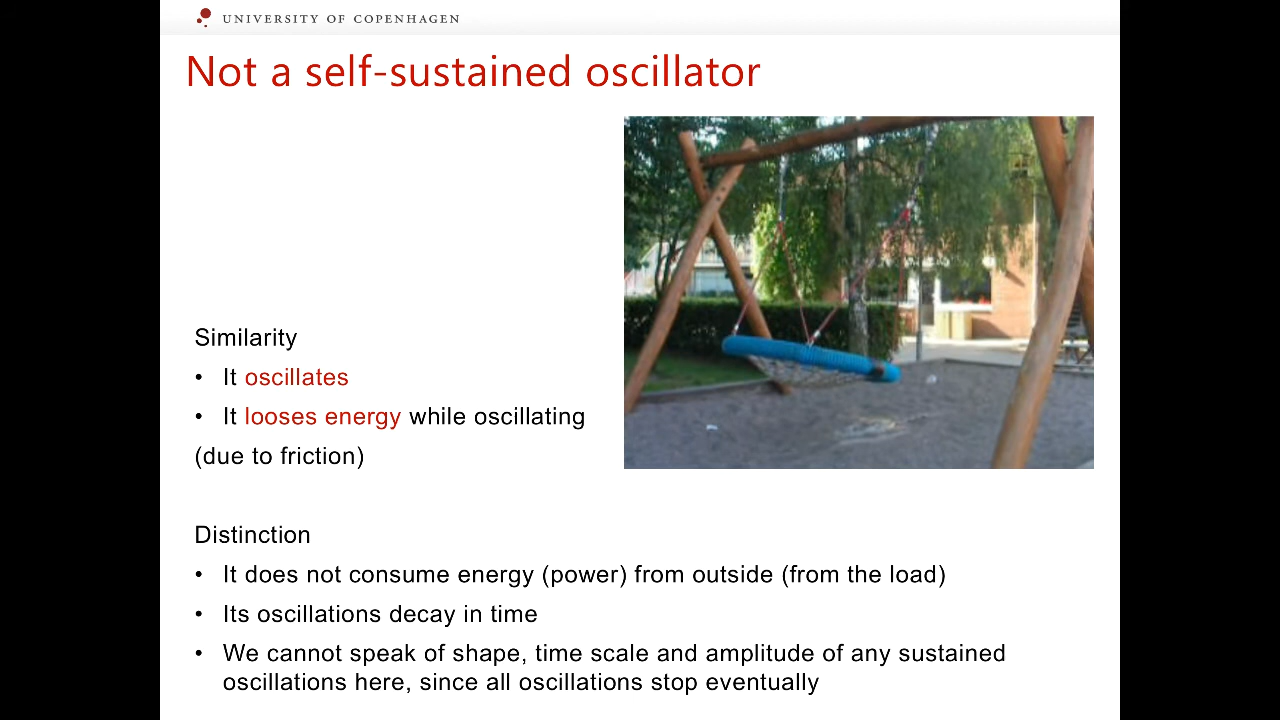 UNIVERSITY OF COPENHAGEN
Not a self-sustained oscillator
Similarity
• It oscillates
• It looses energy while oscillating
(due to friction)
Distinction
• It does not consume energy (power) from outside (from the load)
• Its oscillations decay in time
• We cannot speak of shape, time scale and amplitude of any sustained
oscillations here, since all oscillations stop eventually